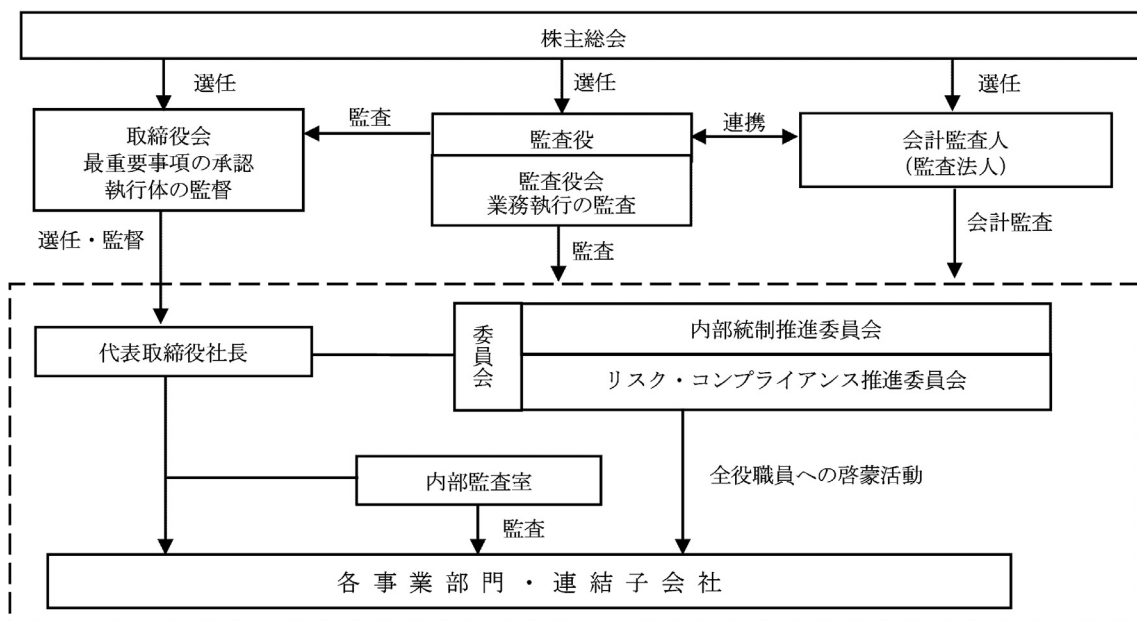 株主総会
選任
選任
選任
取締役会
最重要事項の承認
執行体の監督
監査
監査役
監査役会
業務執行の監査
連携
会計監査人
(監査法人)
選任・監督
監査
会計監査
代表取締役社長
委員会
内部統制推進委員会
リスク・コンプライアンス推進委員会
内部監査室
全役職員への啓蒙活動
監査
各事業部門・連結子会社